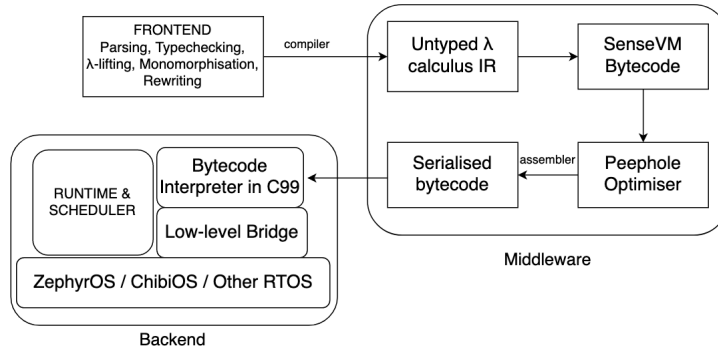 FRONTEND
Parsing, Typechecking,
λ-lifting, Monomorphisation,
Rewriting
compiler
Untyped λ
calculus IR
SenseVM
Bytecode
Peephole
Optimiser
assembler
Serialised
bytecode
Middleware
Bytecode
Interpreter in C99
RUNTIME &
SCHEDULER
Low-level Bridge
ZephyrOS / ChibiOS / Other RTOS
Backend